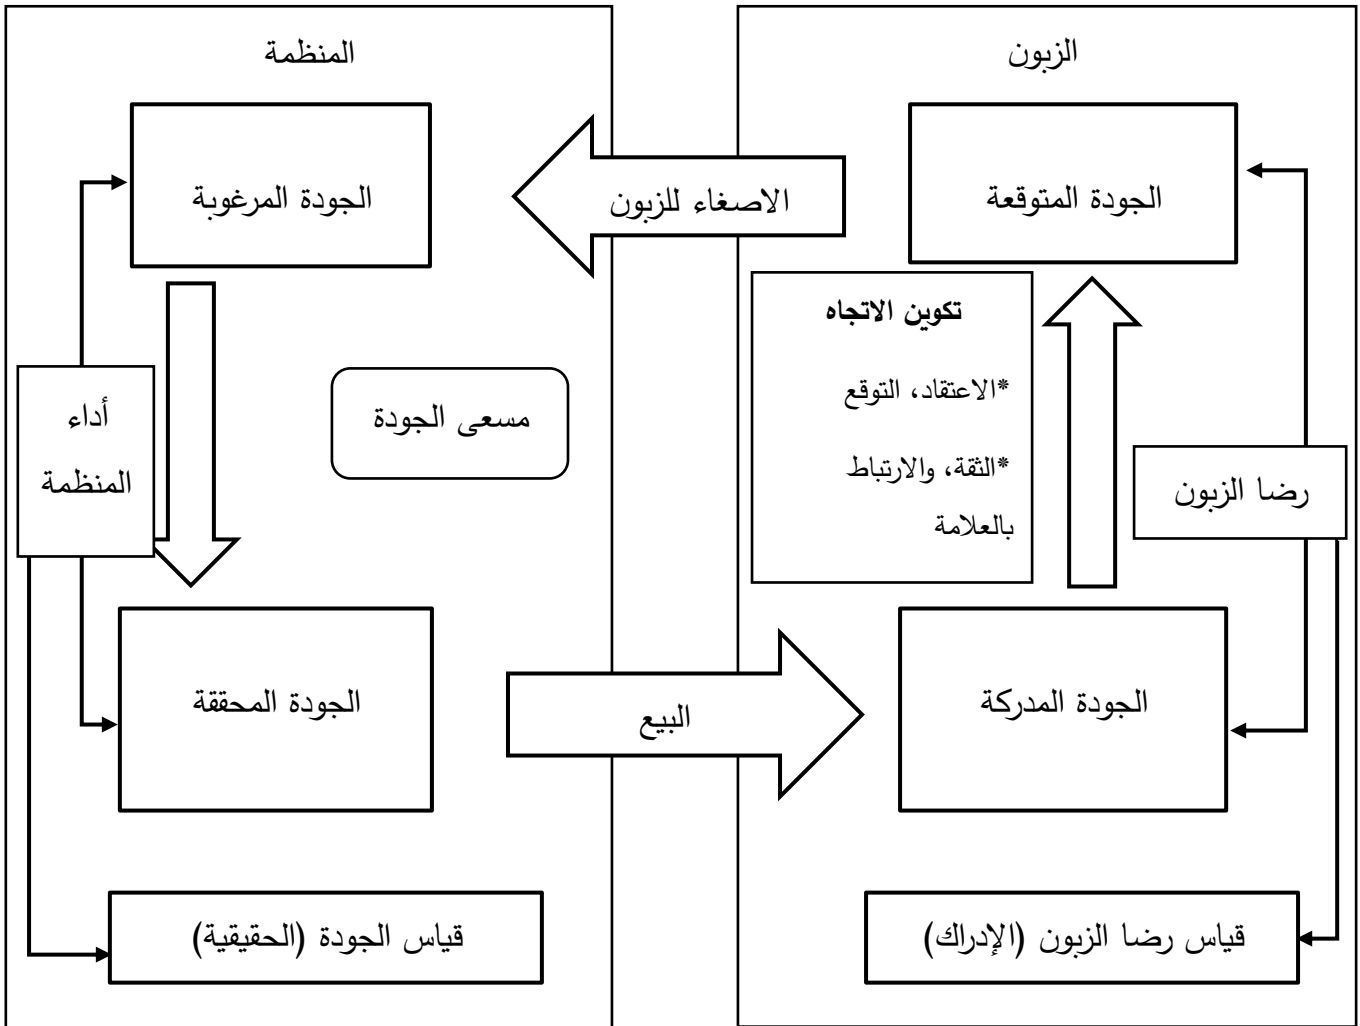 الزبون
المنظمة
الجودة المتوقعة
الاصغاء للزبون
الجودة المرغوبة
تكوين الاتجاه
*الاعتقاد، التوقع
*الثقة، والارتباط
بالعلامة
رضا الزبون
مسعى الجودة
أداء
المنظمة
الجودة المدركة
البيع
الجودة المحققة
قياس رضا الزبون (الإدراك)
قياس الجودة (الحقيقية)